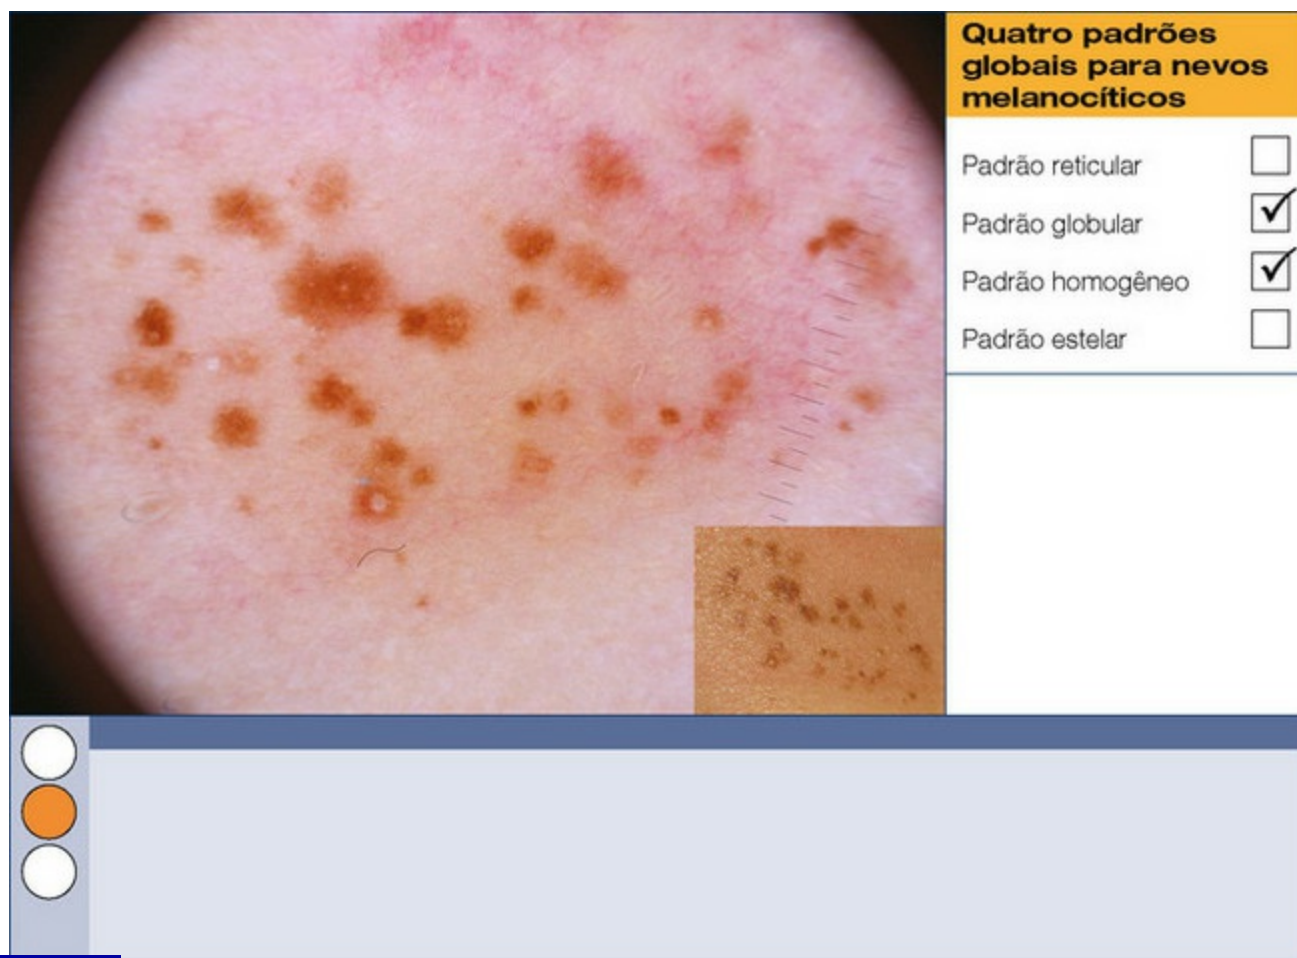 Quatro padrões
globais para nevos
melanocíticos
Padrão reticular
Padrão globular
Padrão homogêneo
Padrão estelar